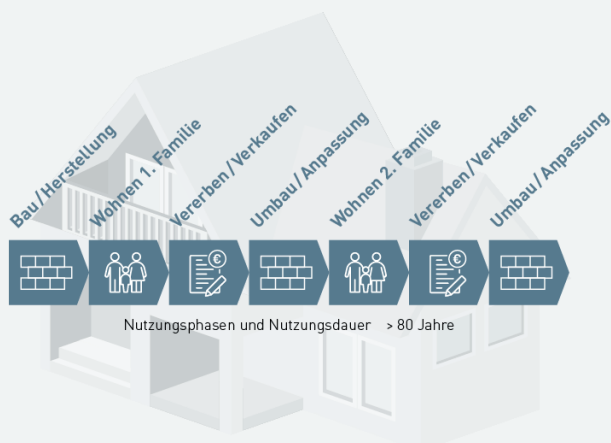 Bau/Herstellung
Wohnen 1. Familie
Vererben/Verkaufen
Umbau/Anpassung
Wohnen 2. Familie
Vererben/Verkaufen
Umbau/Anpassung
€
€
Nutzungsphasen und Nutzungsdauer > 80 Jahre